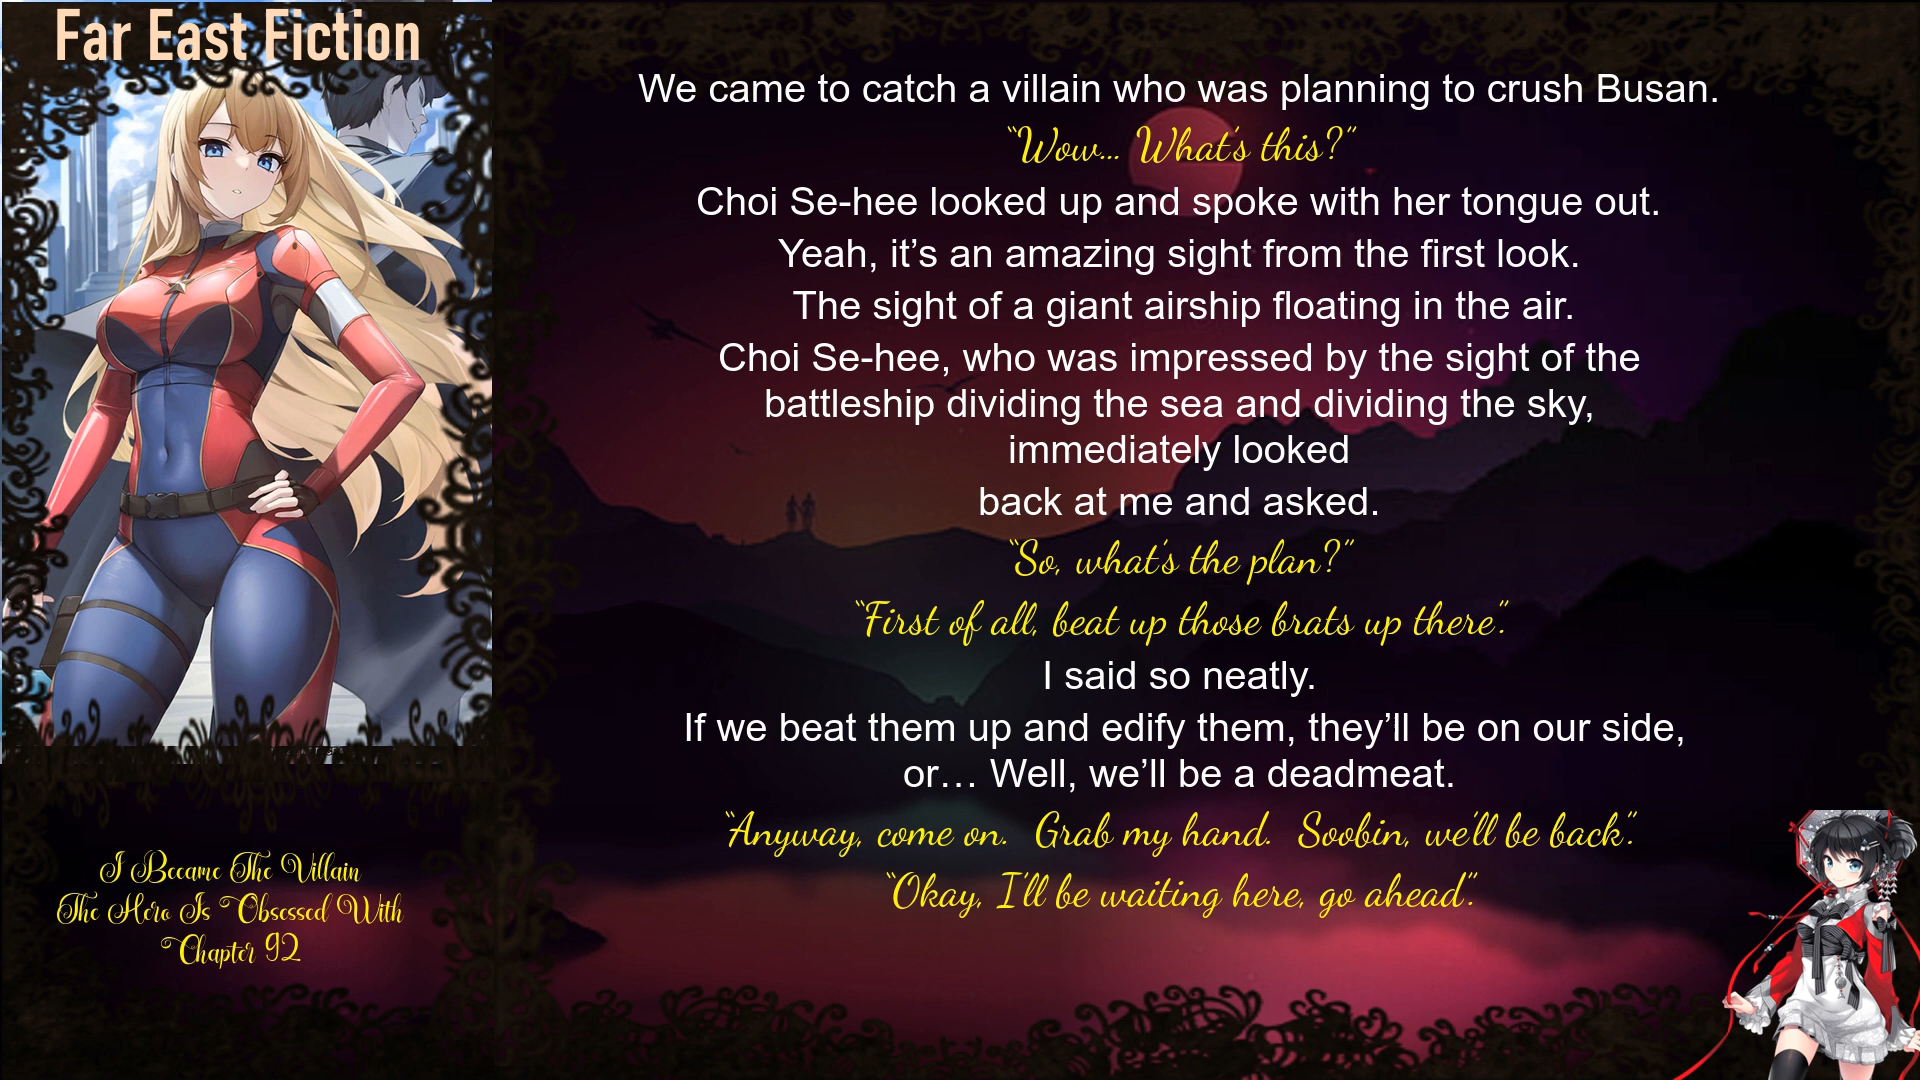 Far East Fiction
We came to catch a villain who was planning to crush Busan.
“Wow... What’s this?”
Choi Se-hee looked up and spoke with her tongue out.
Yeah, it’s an amazing sight from the first look.
The sight of a giant airship floating in the air.
Choi Se-hee, who was impressed by the sight of the
battleship dividing the sea and dividing the sky,
immediately looked
back at me and asked.
“So, what’s the plan?”
“First of all, beat up those brats up there”.
I said so neatly.
If we beat them up and edify them, they’ll be on our side,
or… Well, we’ll be a deadmeat.
“Anyway, come on. Grab my hand. Soobin, we’ll be back”.
“Okay, I’ll be waiting here, go ahead”.
I Became The Villain
The Hero Is Obsessed With
Chapter 92